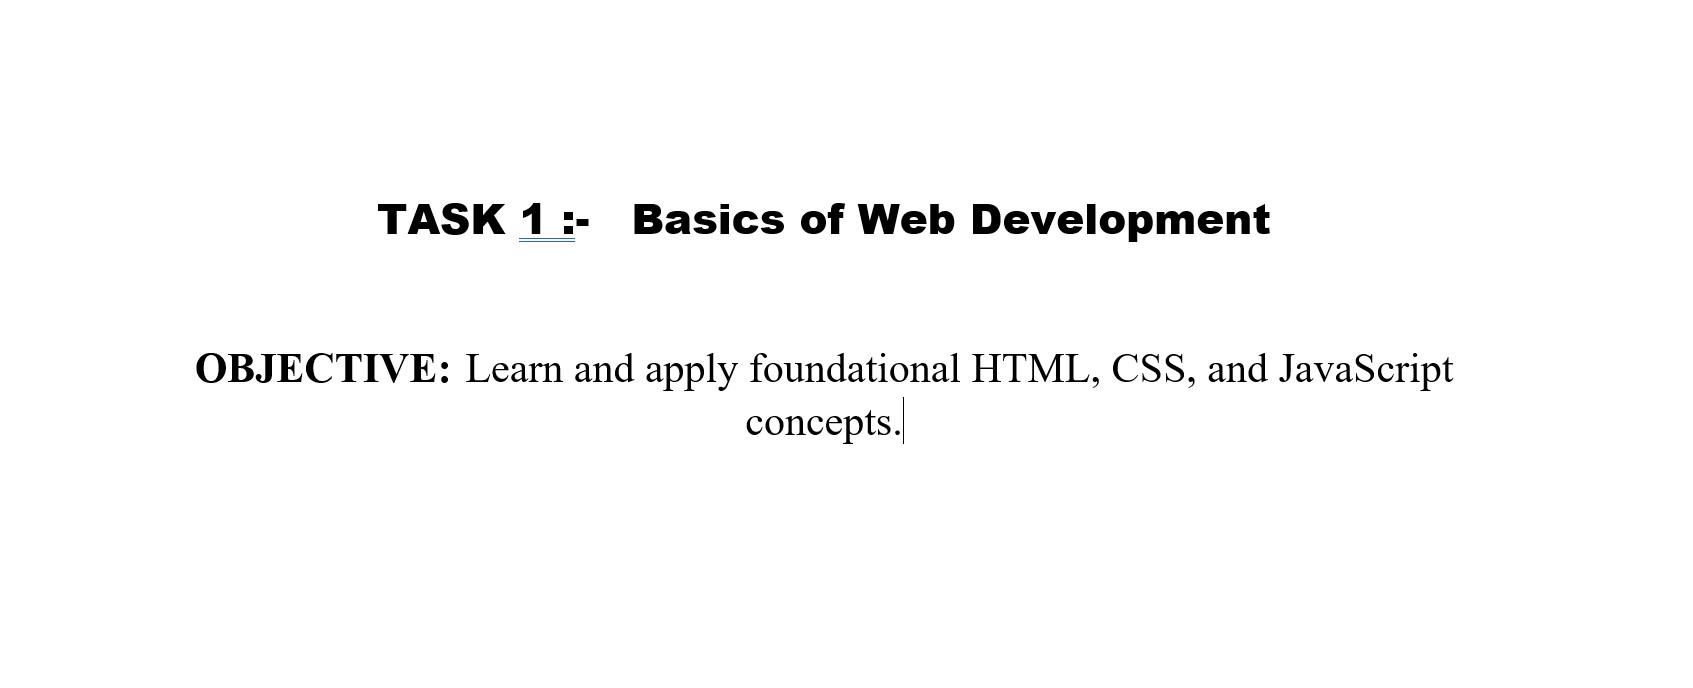 TASK 1 :- Basics of Web Development
OBJECTIVE: Learn and apply foundational HTML, CSS, and JavaScript
concepts.